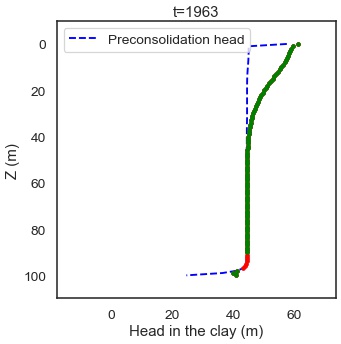 t=1963
Preconsolidation head
0
20
40
60
80
100
Z (m)
0 20 40 60
Head in the clay (m)